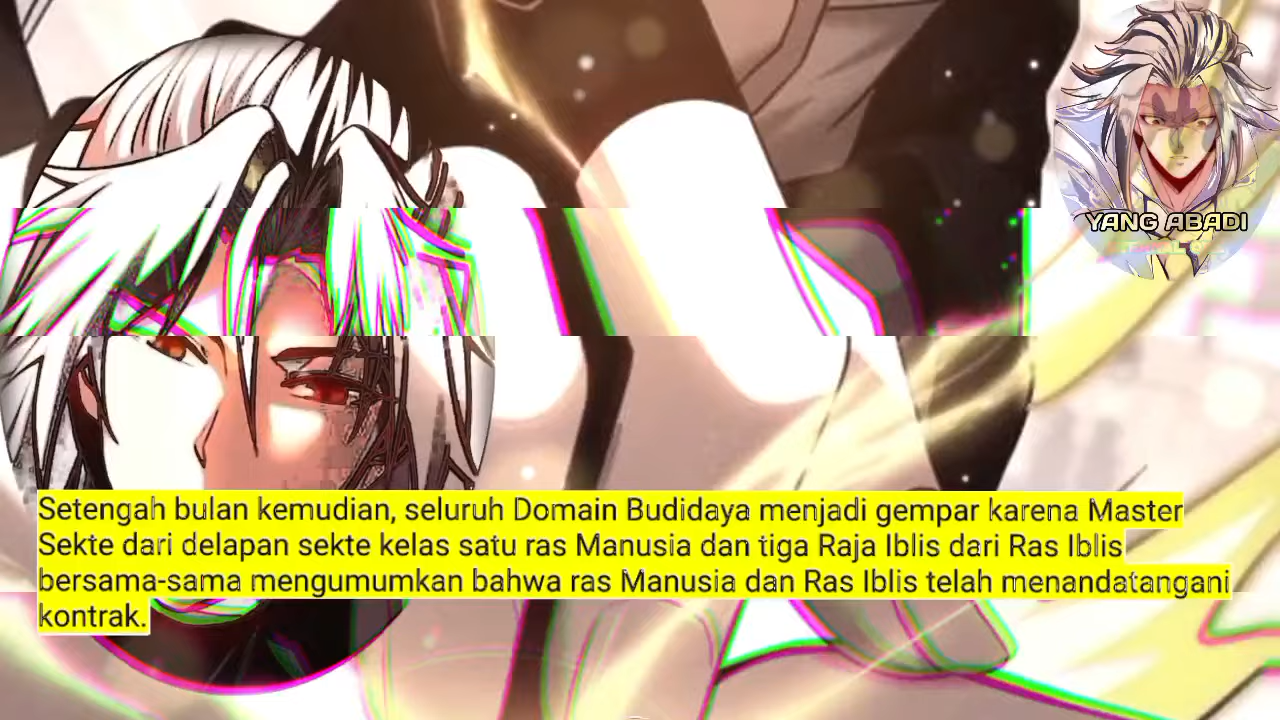 YANG ABADI
Setengah bulan kemudian, seluruh Domain Budidaya menjadi gempar karena Master
Sekte dari delapan sekte kelas satu ras Manusia dan tiga Raja Iblis dari Ras Iblis
bersama-sama mengumumkan bahwa ras Manusia dan Ras Iblis telah menandatangani
kontrak.